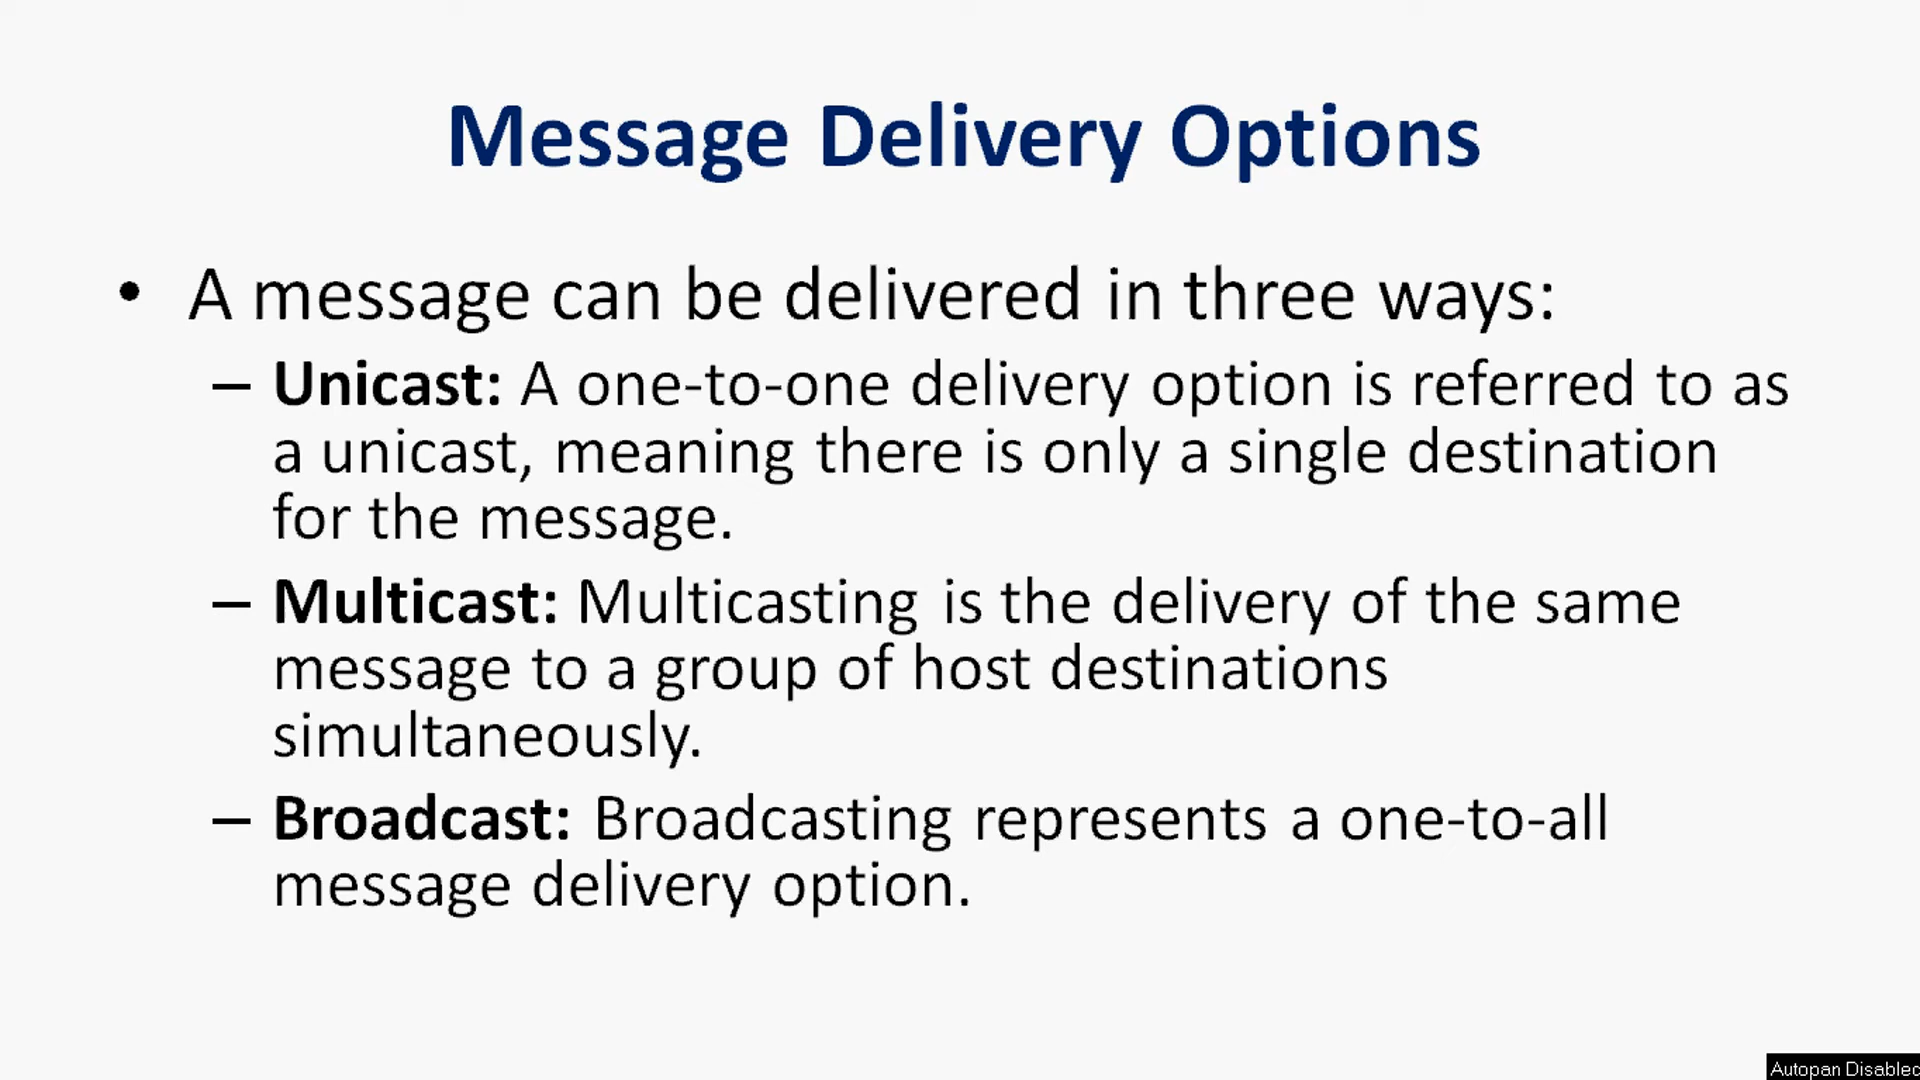 Message Delivery Options
• A message can be delivered in three ways:
– Unicast: A one-to-one delivery option is referred to as
a unicast, meaning there is only a single destination
for the message.
– Multicast: Multicasting is the delivery of the same
message to a group of host destinations
simultaneously.
– Broadcast: Broadcasting represents a one-to-all
message delivery option.
Autopan Disablec